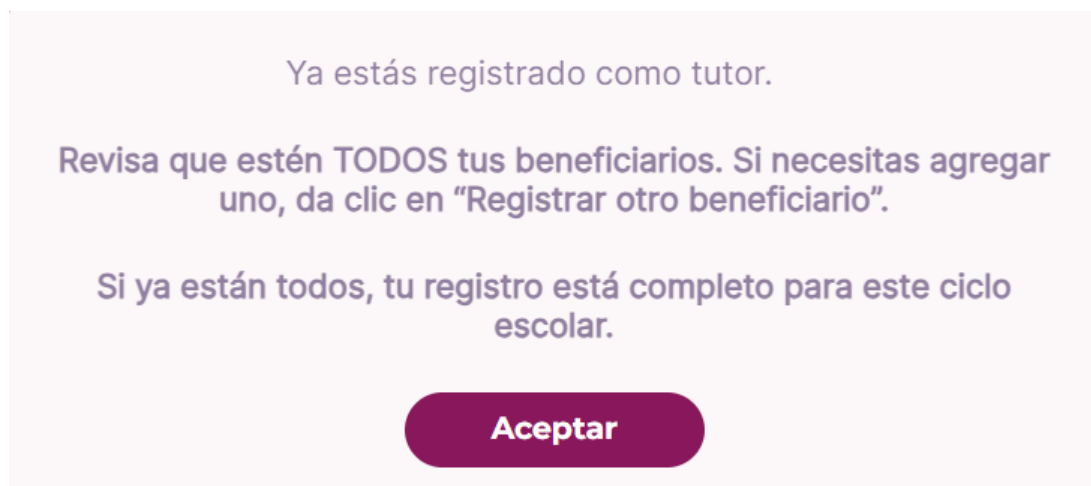 Ya estás registrado como tutor.
Revisa que estén TODOS tus beneficiarios. Si necesitas agregar
uno, da clic en “Registrar otro beneficiario”.
Si ya están todos, tu registro está completo para este ciclo
escolar.
Aceptar